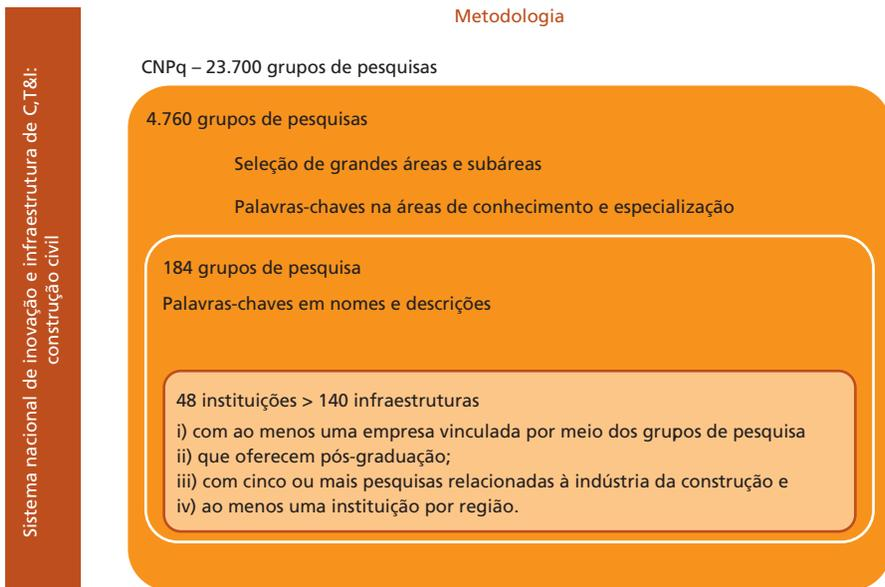 Metodologia
Sistema nacional de inovação e infraestrutura de C,T&I:
construção civil
CNPq – 23.700 grupos de pesquisas
4.760 grupos de pesquisas
Seleção de grandes áreas e subáreas
Palavras-chaves na áreas de conhecimento e especialização
184 grupos de pesquisa
Palavras-chaves em nomes e descrições
48 instituições > 140 infraestruturas
i) com ao menos uma empresa vinculada por meio dos grupos de pesquisa
ii) que oferecem pós-graduação;
iii) com cinco ou mais pesquisas relacionadas à indústria da construção e
iv) ao menos uma instituição por região.